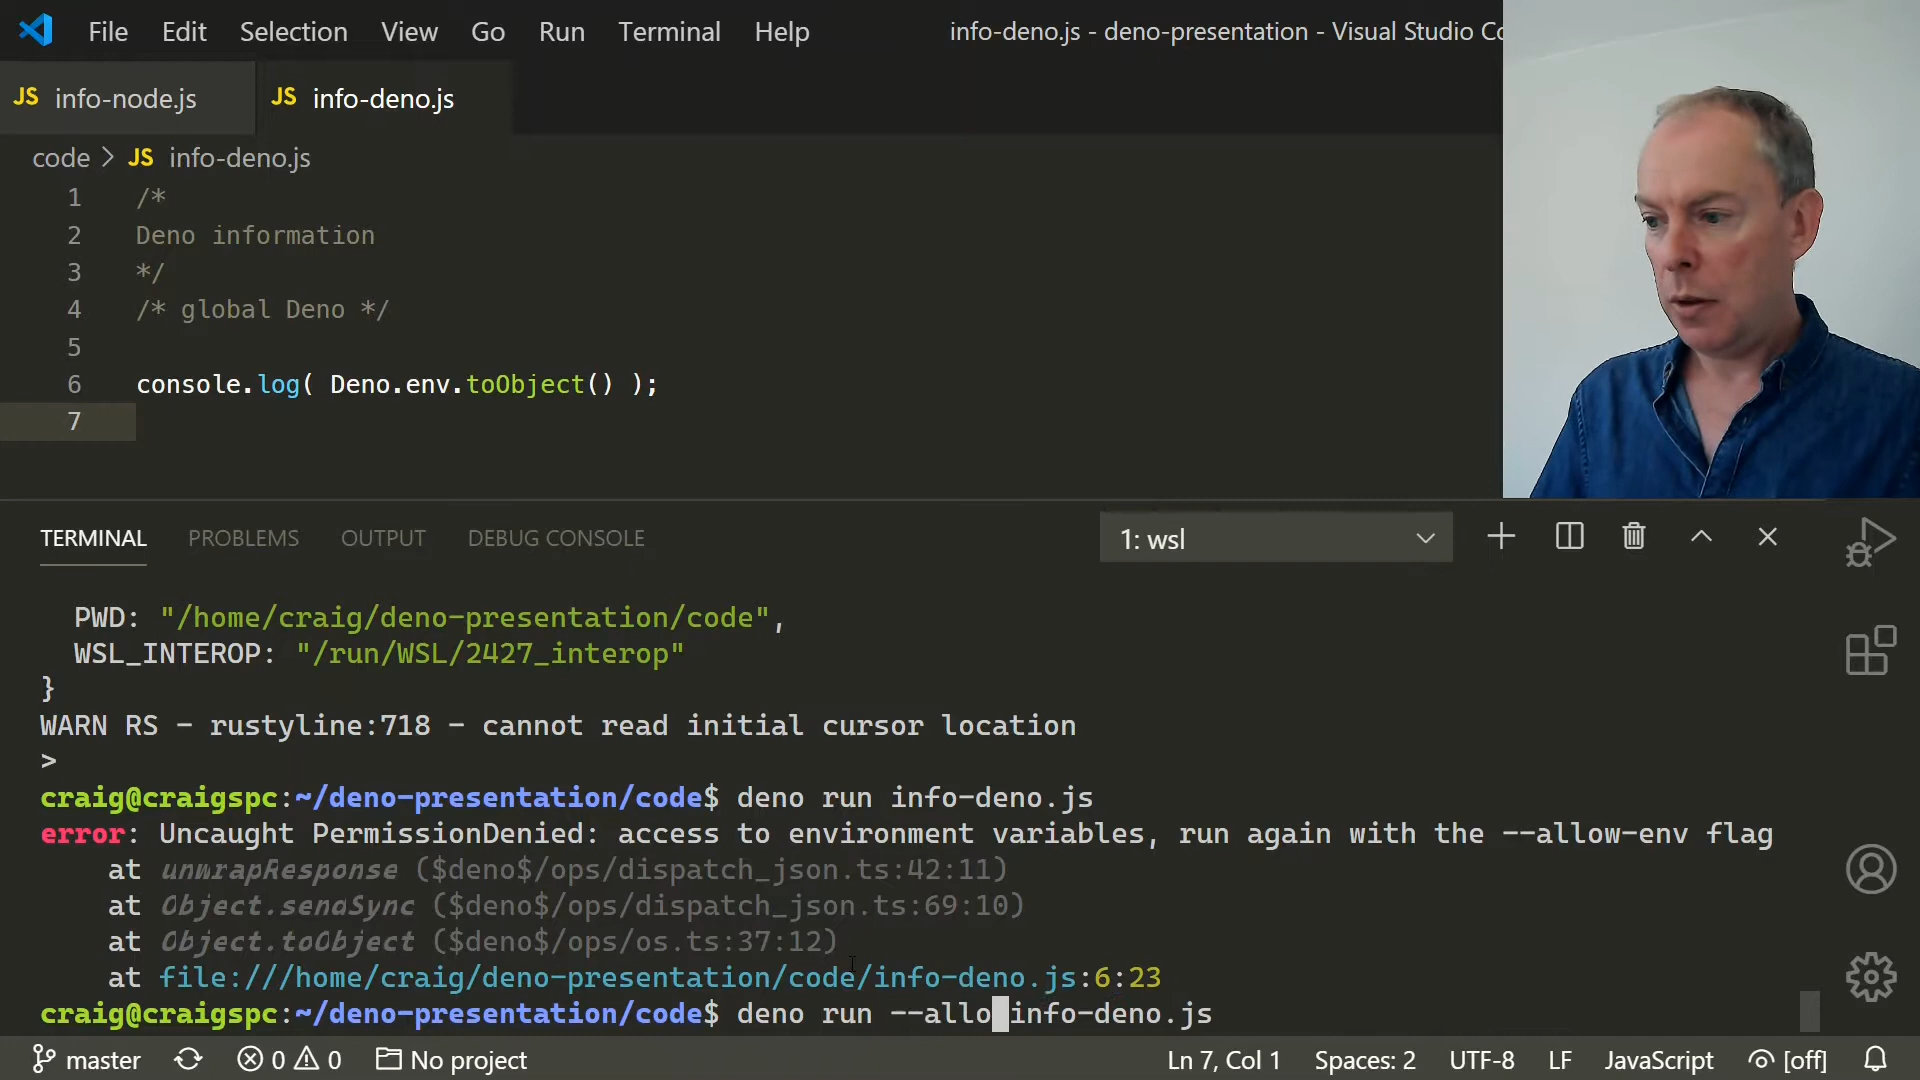 File Edit Selection View Go Run Terminal Help info-deno.js - deno-presentation - Visual Studio Co
JS info-node.js JS info-deno.js
code > JS info-deno.js
1 /*
2 Deno information
3 */
4 /* global Deno */
5
6 console.log( Deno.env.toObject() );
7
TERMINAL PROBLEMS OUTPUT DEBUG CONSOLE 1: wsl
PWD: "/home/craig/deno-presentation/code",
WSL_INTEROP: "/run/WSL/2427_interop"
}
WARN RS - rustyline:718 - cannot read initial cursor location
>
craig@craigspc:~/deno-presentation/code$ deno run info-deno.js
error: Uncaught PermissionDenied: access to environment variables, run again with the --allow-env flag
at unwrapResponse ($deno$/ops/dispatch_json.ts:42:11)
at Object.sendSync ($deno$/ops/dispatch_json.ts:69:10)
at Object.toObject ($deno$/ops/os.ts:37:12)
at file:///home/craig/deno-presentation/code/info-deno.js:6:23
craig@craigspc:~/deno-presentation/code$ deno run --allo info-deno.js
master 0 0 No project Ln 7, Col 1 Spaces: 2 UTF-8 LF JavaScript [off]